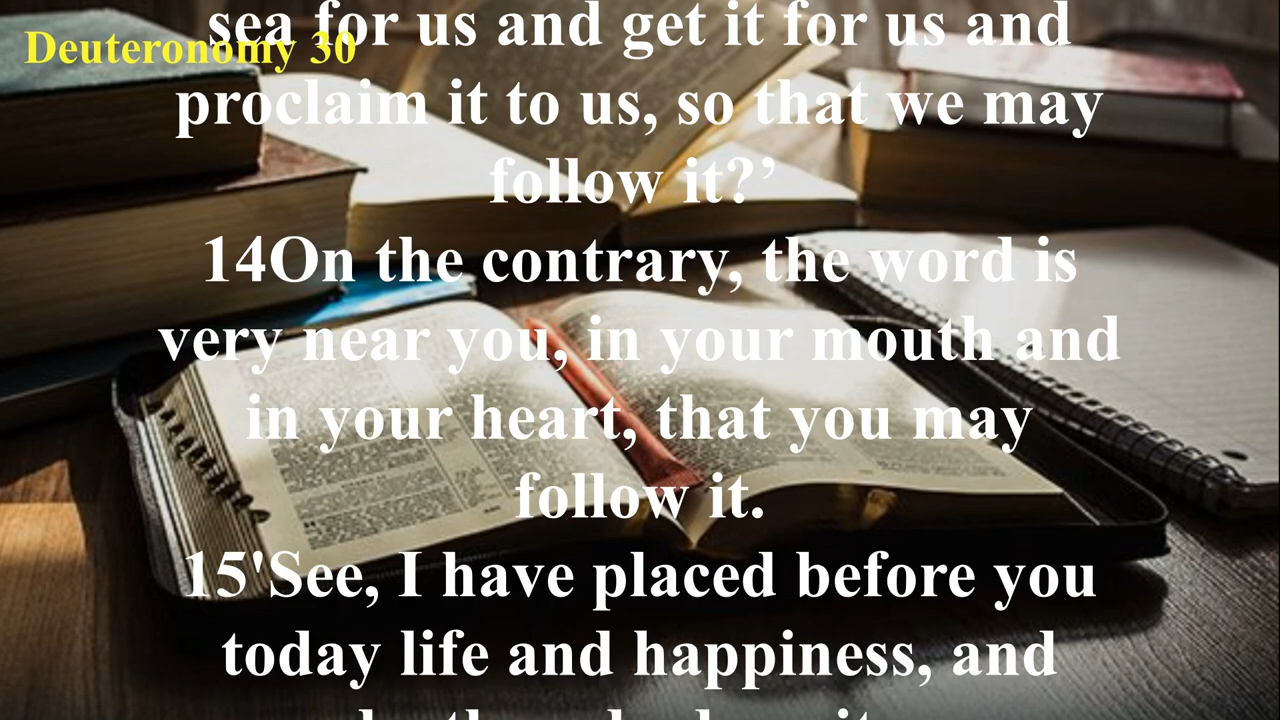 sea for us and get it for us and
Deuteronomy 30
proclaim it to us, so that we may
follow it?’
14On the contrary, the word is
very near you, in your mouth and
in your heart, that you may
follow it.
15'See, I have placed before you
today life and happiness, and